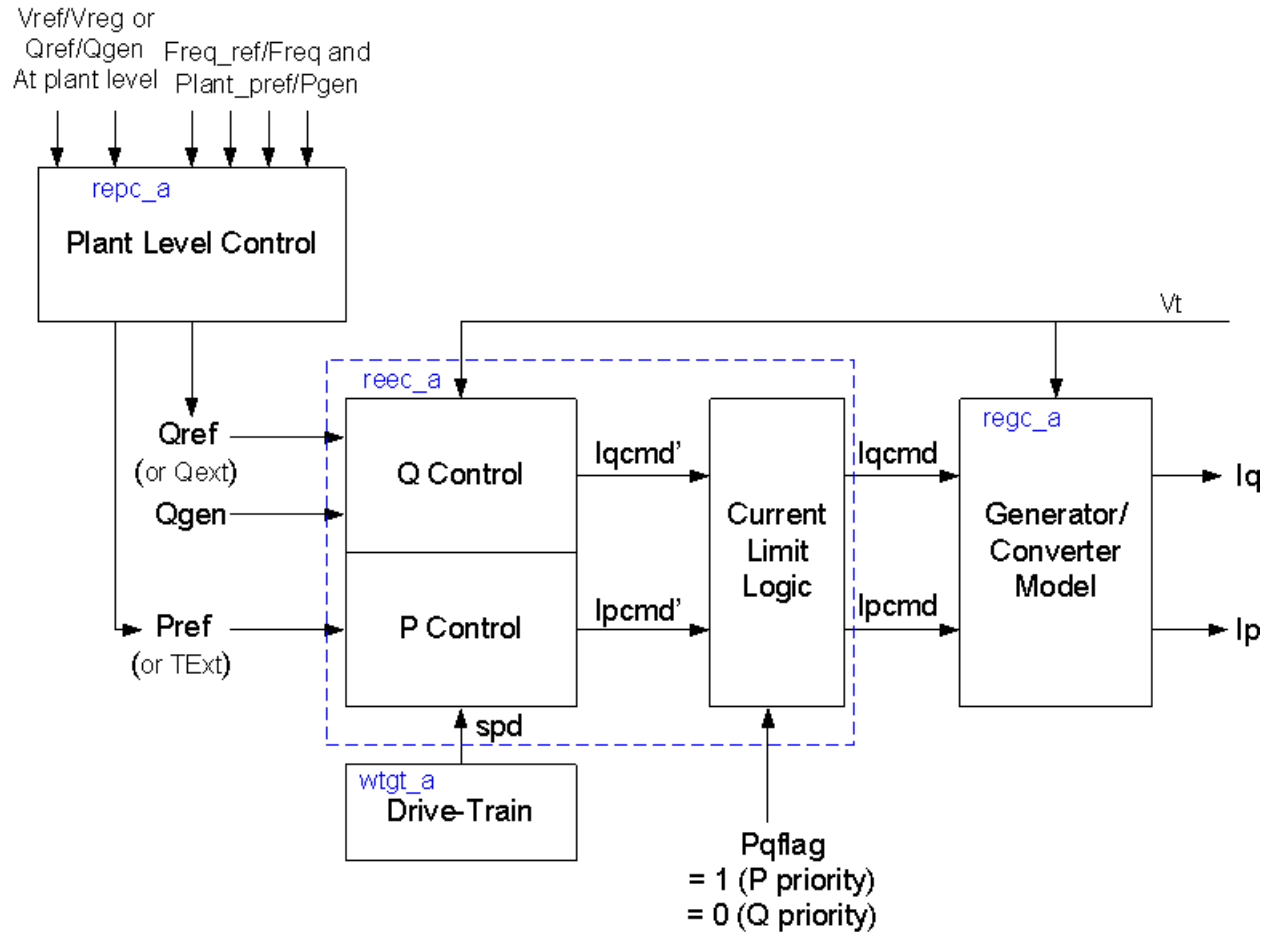 Vref/Vreg or
Qref/Qgen
At plant level
Freq_ref/Freq and
Plant_pref/Pgen
repc_a
Plant Level Control
Vt
reec_a
regc_a
Qref
(or Qext)
Qgen
Q Control
Iqcmd'
Current
Limit
Logic
Iqcmd
Generator/
Converter
Model
Iq
Pref
(or TExt)
P Control
Ipcmd'
Ipcmd
Ip
spd
wtgt_a
Drive-Train
Pqflag
= 1 (P priority)
= 0 (Q priority)